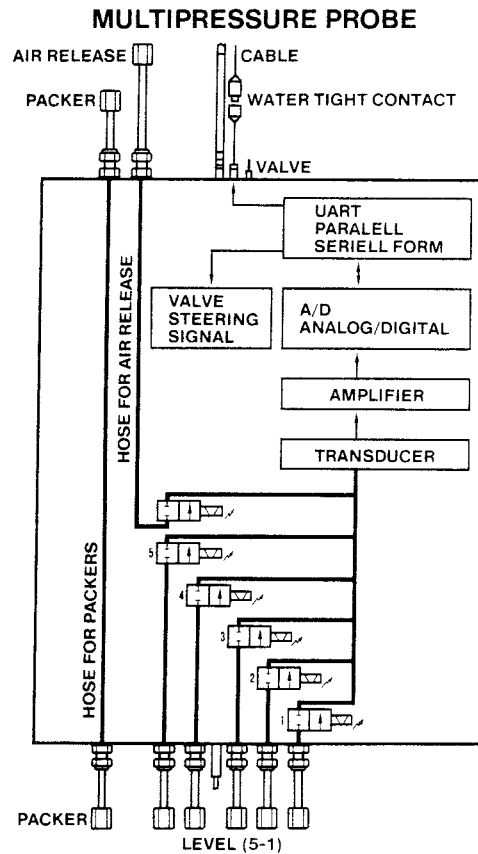 MULTIPRESSURE PROBE
AIR RELEASE
CABLE
PACKER
WATER TIGHT CONTACT
VALVE
UART
PARALELL
SERIELL FORM
VALVE
STEERING
SIGNAL
A/D
ANALOG/DIGITAL
HOSE FOR AIR RELEASE
AMPLIFIER
TRANSDUCER
HOSE FOR PACKERS
5
4
3
2
1
PACKER
LEVEL (5-1)